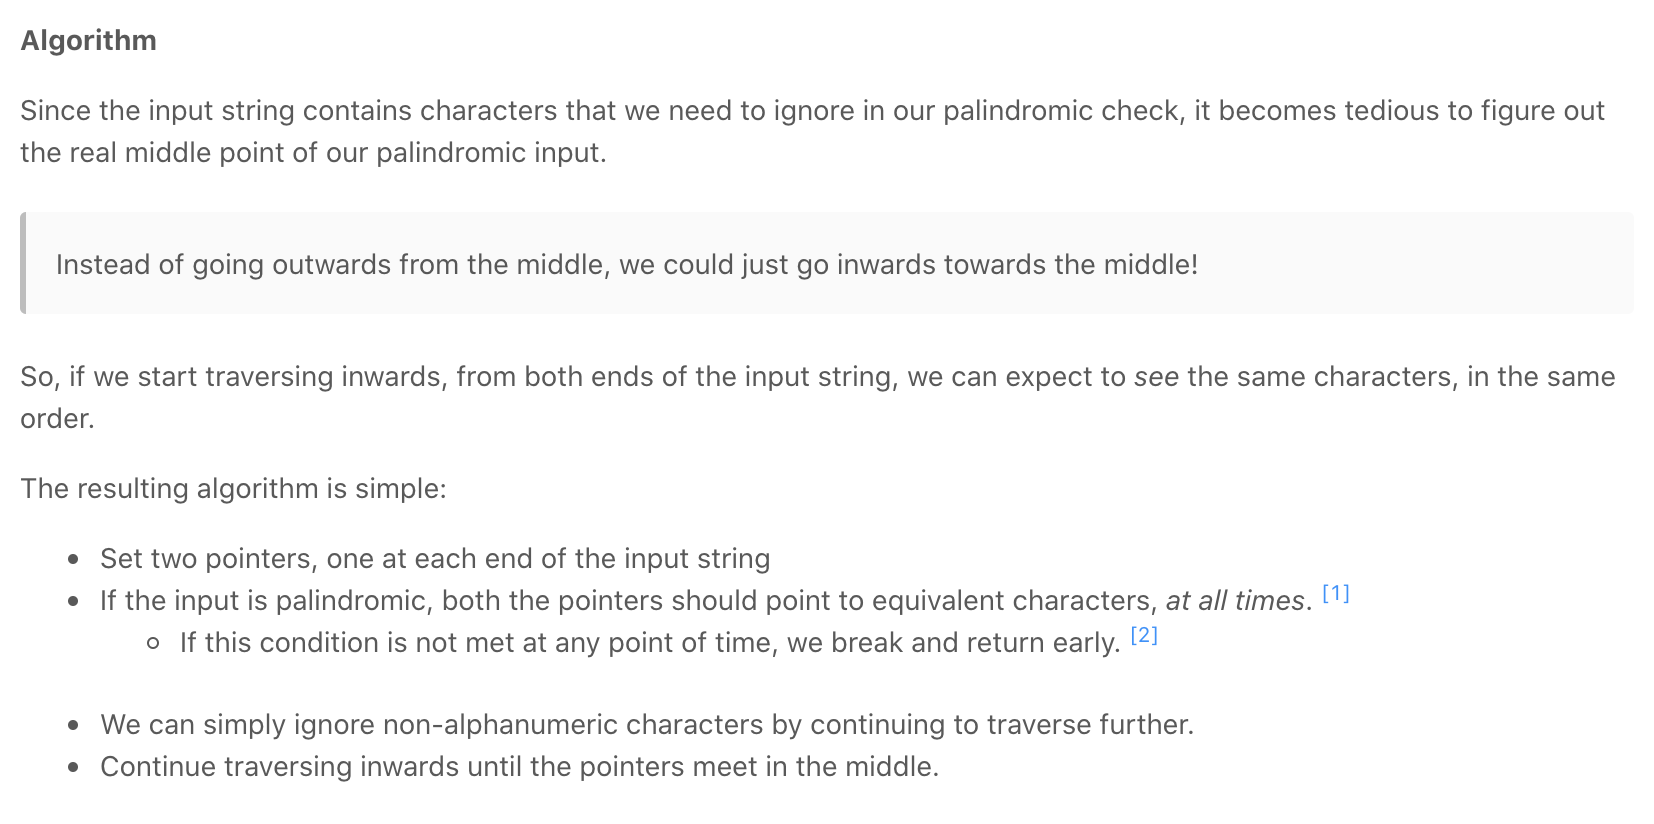 Algorithm
Since the input string contains characters that we need to ignore in our palindromic check, it becomes tedious to figure out
the real middle point of our palindromic input.
Instead of going outwards from the middle, we could just go inwards towards the middle!
So, if we start traversing inwards, from both ends of the input string, we can expect to see the same characters, in the same
order.
The resulting algorithm is simple:
• Set two pointers, one at each end of the input string
• If the input is palindromic, both the pointers should point to equivalent characters, at all times. [1]
◦ If this condition is not met at any point of time, we break and return early. [2]
• We can simply ignore non-alphanumeric characters by continuing to traverse further.
• Continue traversing inwards until the pointers meet in the middle.